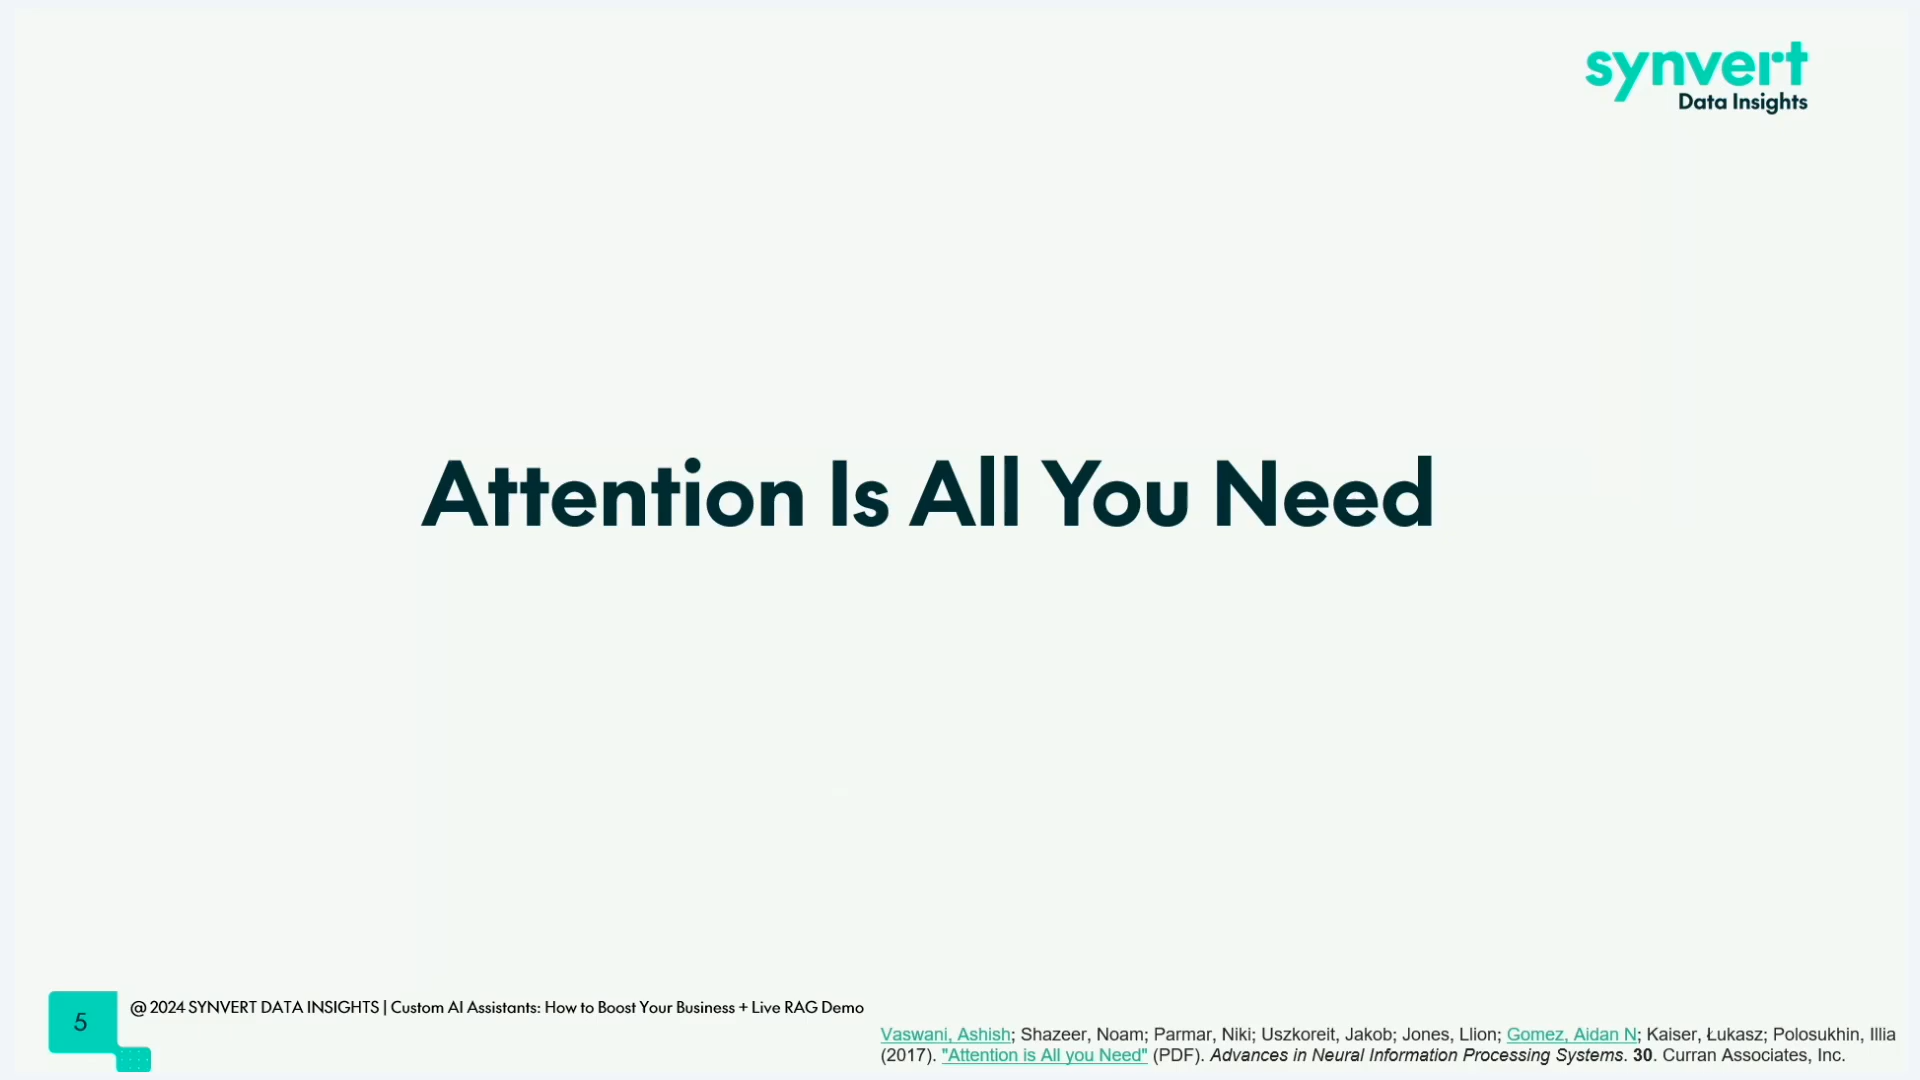 synvert
Data Insights
Attention Is All You Need
5
@ 2024 SYNVERT DATA INSIGHTS | Custom AI Assistants: How to Boost Your Business + Live RAG Demo
Vaswani, Ashish; Shazeer, Noam; Parmar, Niki; Uszkoreit, Jakob; Jones, Llion; Gomez, Aidan N; Kaiser, Łukasz; Polosukhin, Illia
(2017). "Attention is All you Need" (PDF). Advances in Neural Information Processing Systems. 30. Curran Associates, Inc.